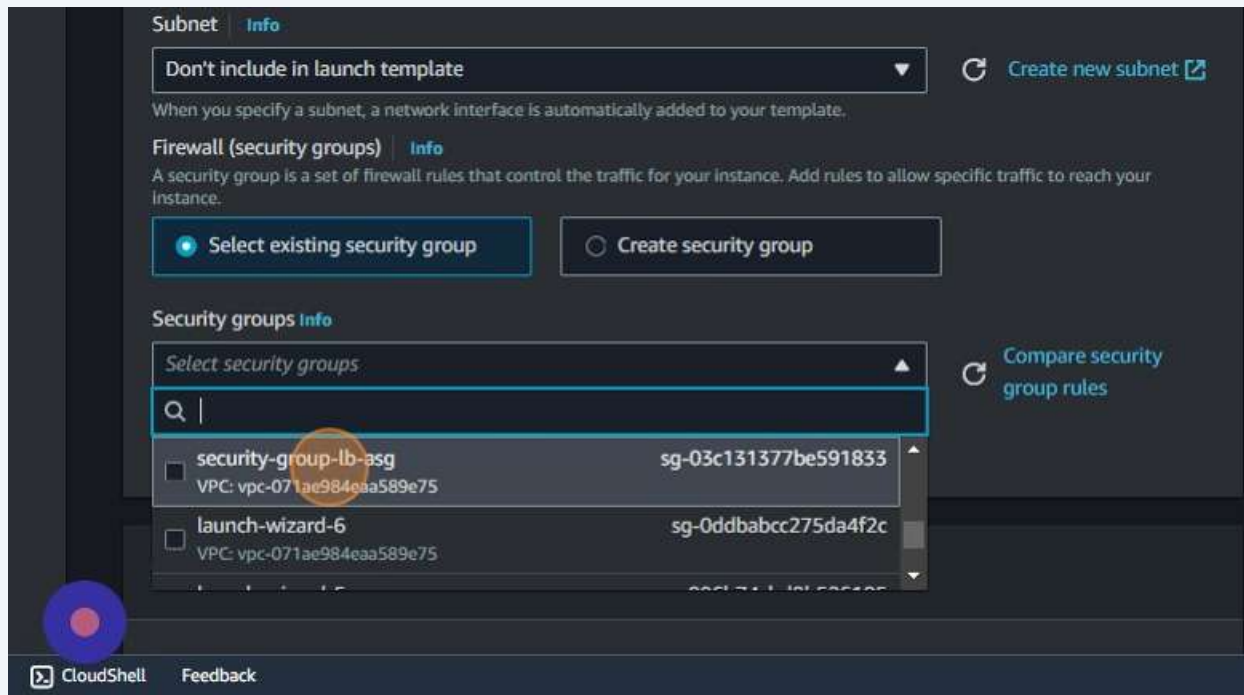 Subnet Info
Don't include in launch template
Create new subnet
When you specify a subnet, a network interface is automatically added to your template.
Firewall (security groups) Info
A security group is a set of firewall rules that control the traffic for your instance. Add rules to allow specific traffic to reach your
instance.
Select existing security group
Create security group
Security groups Info
Select security groups
Compare security
group rules
security-group-lb-asg sg-03c131377be591833
VPC: vpc-071ae984eaa589e75
launch-wizard-6 sg-0ddbabcc275da4f2c
VPC: vpc-071ae984eaa589e75
CloudShell Feedback